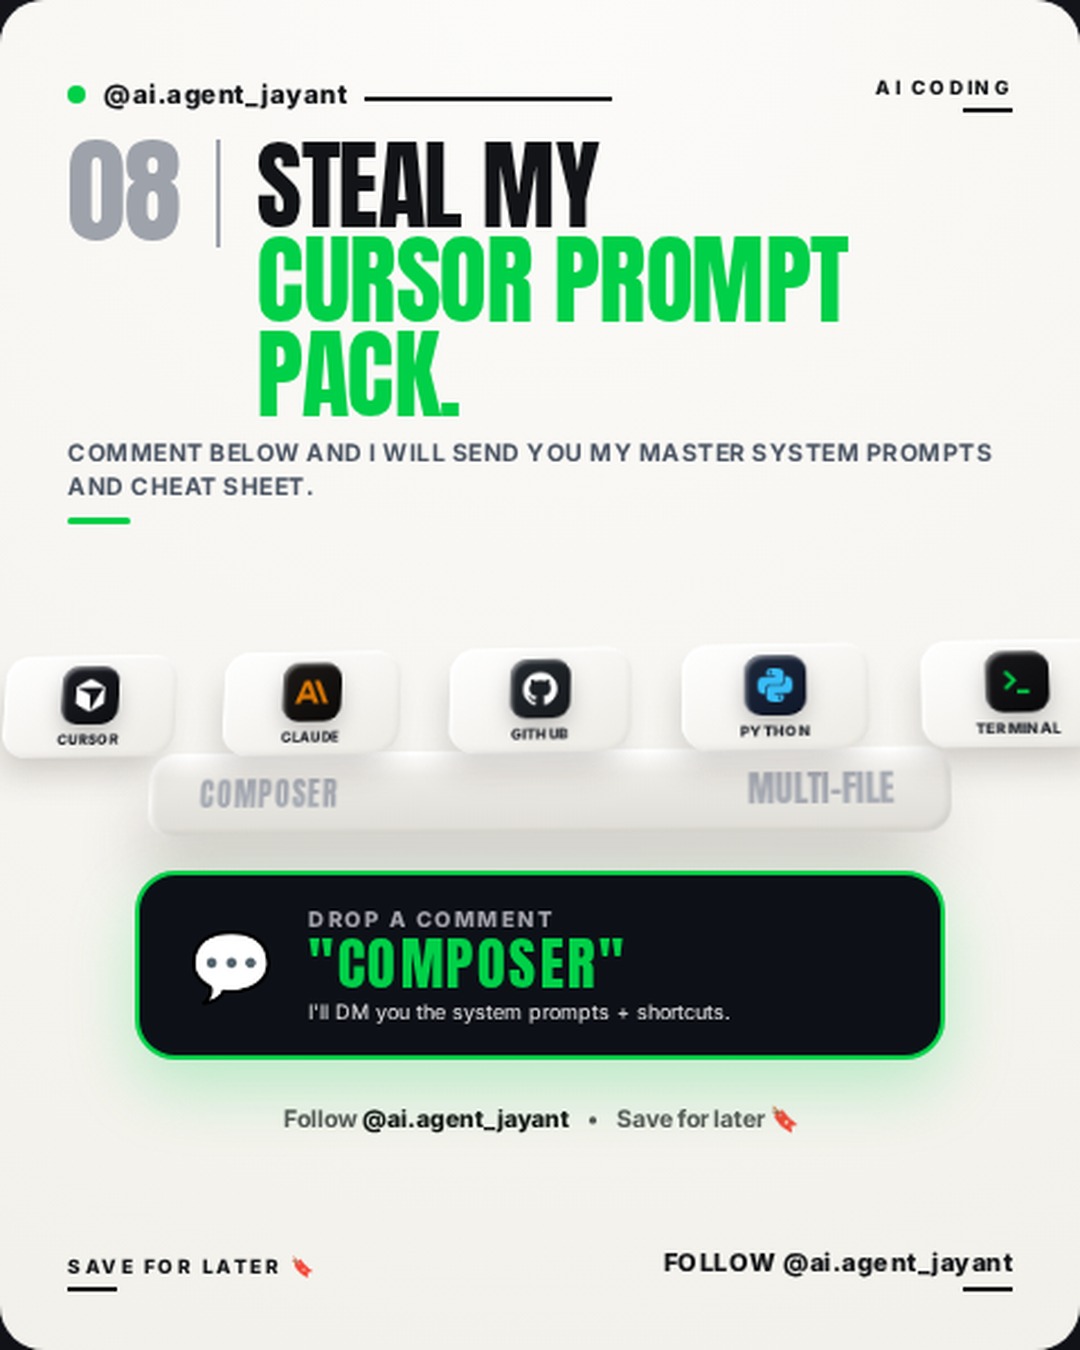 @ai.agent_jayant
AI CODING
08
STEAL MY
CURSOR PROMPT
PACK.
COMMENT BELOW AND I WILL SEND YOU MY MASTER SYSTEM PROMPTS
AND CHEAT SHEET.
CURSOR
CLAUDE
GITHUB
PYTHON
TERMINAL
COMPOSER
MULTI-FILE
DROP A COMMENT
"COMPOSER"
I'll DM you the system prompts + shortcuts.
Follow @ai.agent_jayant • Save for later 🔖
SAVE FOR LATER 🔖
FOLLOW @ai.agent_jayant